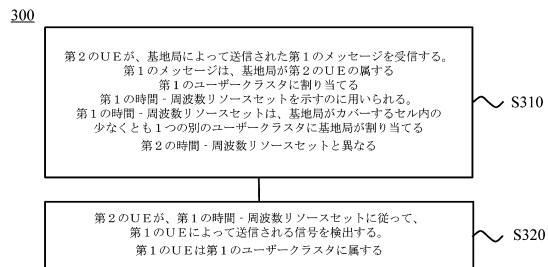 300
第２のＵＥが、基地局によって送信された第１のメッセージを受信する。
第１のメッセージは、基地局が第２のＵＥの属する
第１のユーザークラスタに割り当てる
第１の時間‐周波数リソースセットを示すのに用いられる。
第１の時間‐周波数リソースセットは、基地局がカバーするセル内の
少なくとも１つの別のユーザークラスタに基地局が割り当てる
第２の時間‐周波数リソースセットと異なる
S310
第２のＵＥが、第１の時間‐周波数リソースセットに従って、
第１のＵＥによって送信される信号を検出する。
第１のＵＥは第１のユーザークラスタに属する
S320